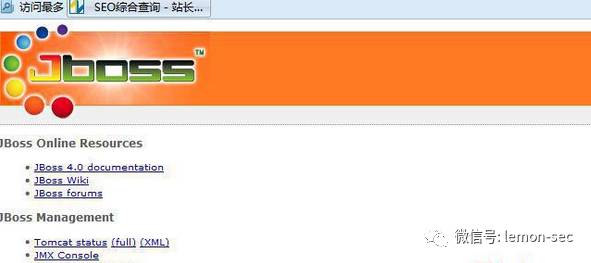 访问最多 SEO综合查询 - 站长...
Jboss™
JBoss Online Resources
JBoss 4.0 documentation
JBoss Wiki
JBoss forums
JBoss Management
Tomcat status (full) (XML)
JMX Console
微信号: lemon-sec